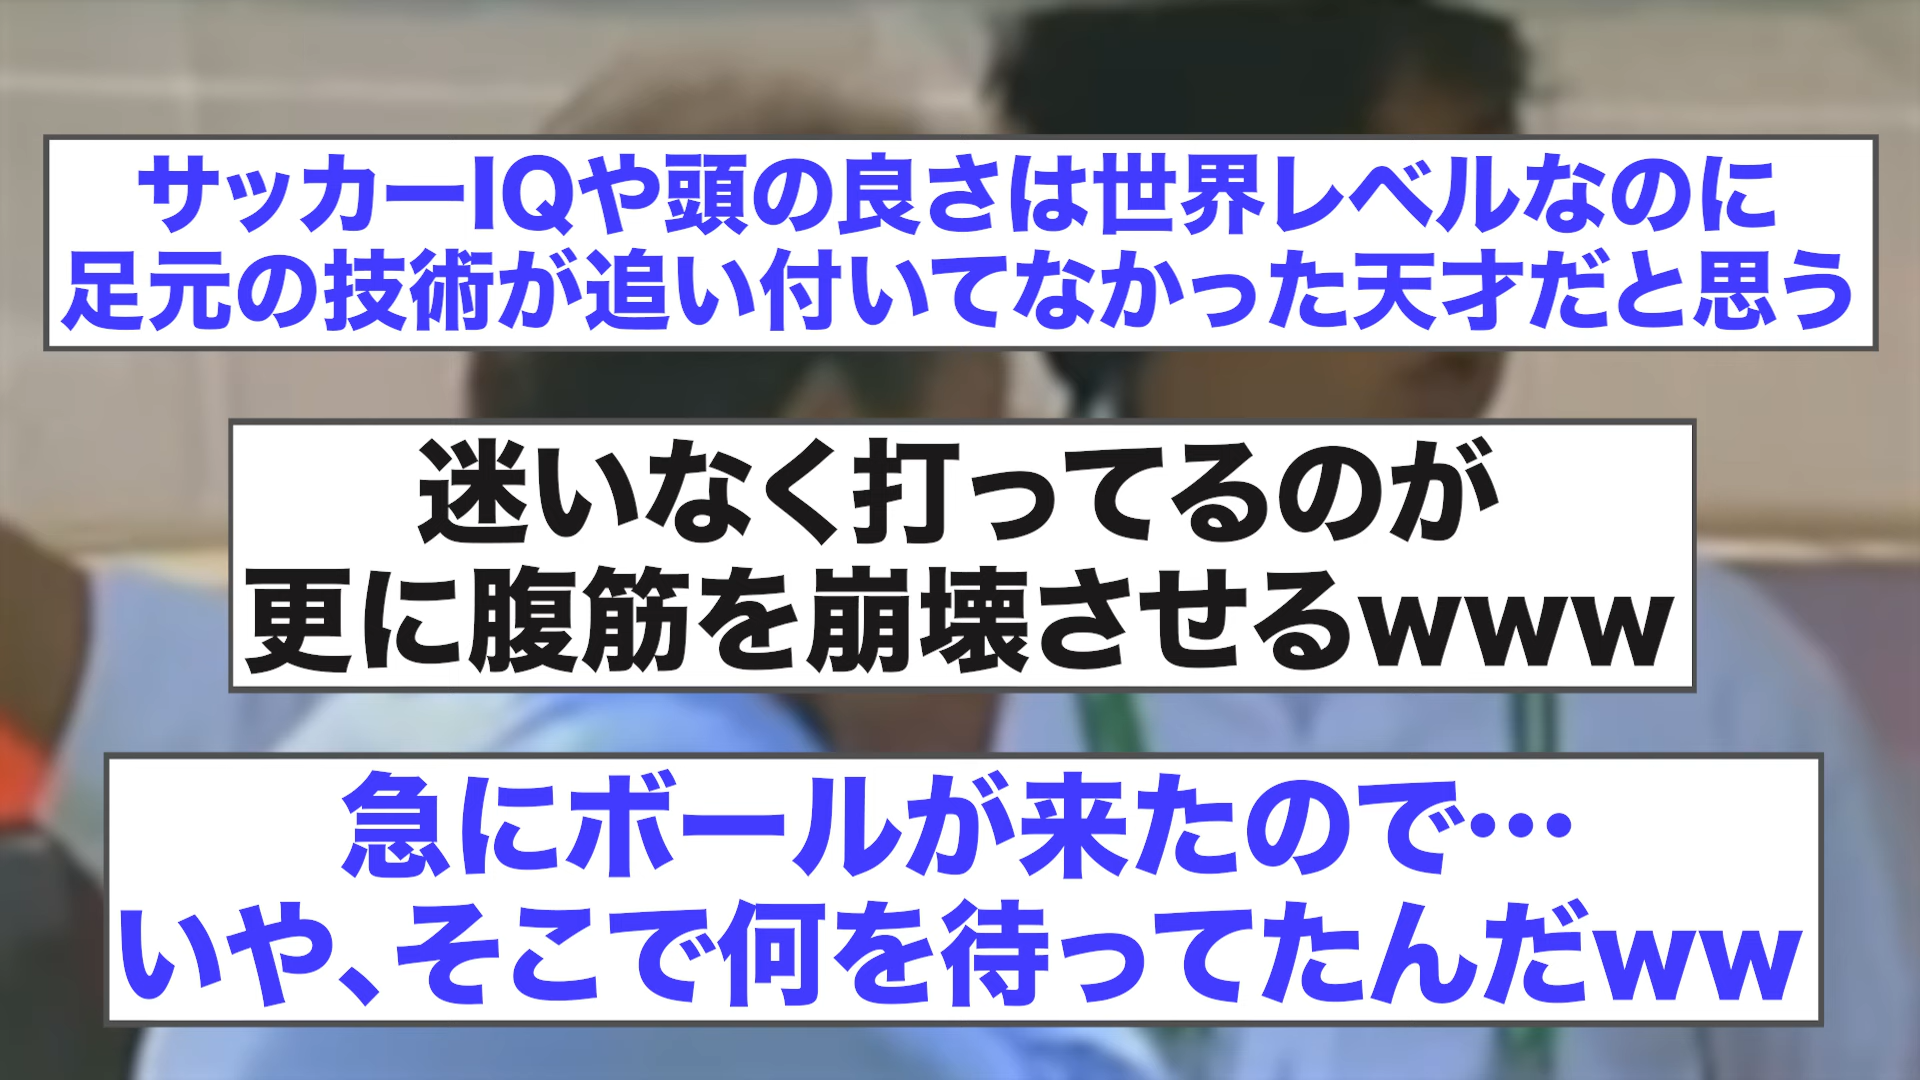 サッカーIQや頭の良さは世界レベルなのに
足元の技術が追い付いてなかった天才だと思う
迷いなく打ってるのが
更に腹筋を崩壊させるwww
急にボールが来たので…
いや、そこで何を待ってたんだww